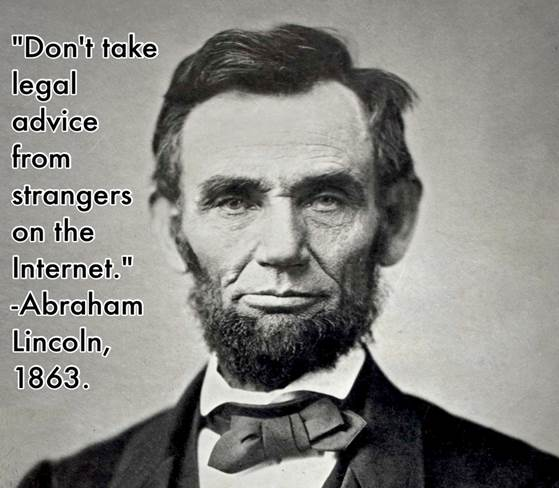 "Don't take
legal
advice
from
strangers
on the
Internet."
-Abraham
Lincoln,
1863.